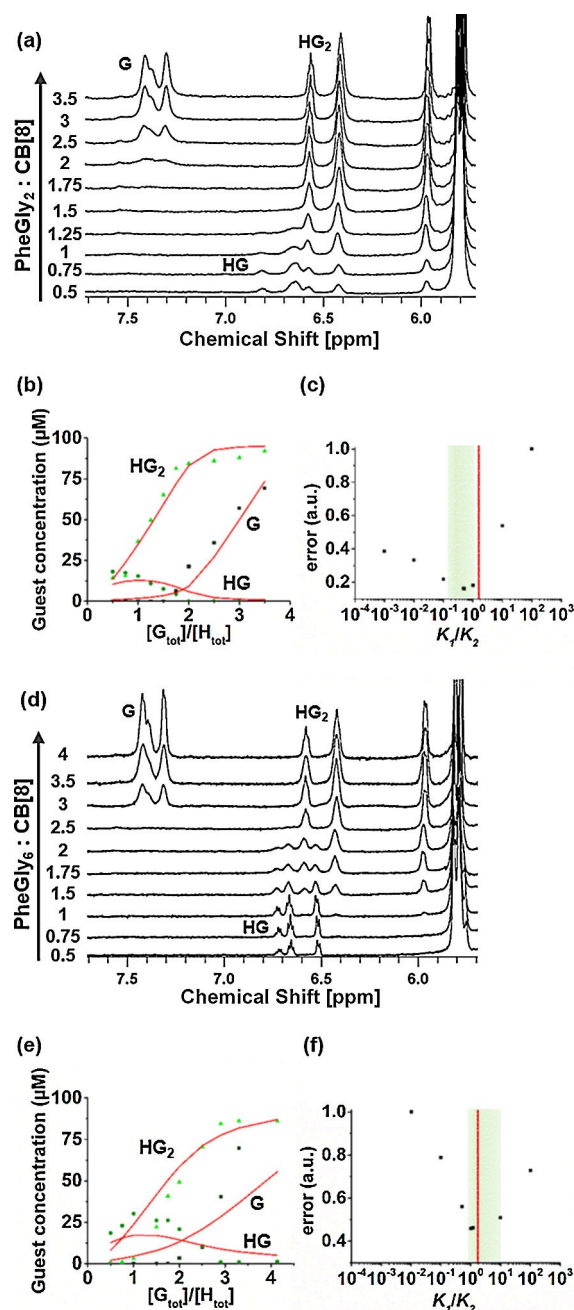 (a)
G
HG₂
3.5
3
2.5
2
1.75
1.5
1.25
1
0.75
0.5
HG
PheGly₂ : CB[8]
7.5 7.0 6.5 6.0
Chemical Shift [ppm]
(b)
Guest concentration (µM)
100
75
50
25
0
HG₂
G
HG
0 1 2 3 4
[Gₜₒₜ]/[Hₜₒₜ]
(c)
error (a.u.)
1.0
0.8
0.6
0.4
0.2
10⁻⁴ 10⁻³ 10⁻² 10⁻¹ 10⁰ 10¹ 10² 10³
K₁/K₂
(d)
G
HG₂
4
3.5
3
2.5
2
1.75
1.5
1
0.75
0.5
HG
PheGly₆ : CB[8]
7.5 7.0 6.5 6.0
Chemical Shift [ppm]
(e)
Guest concentration (µM)
100
75
50
25
0
HG₂
G
HG
0 1 2 3 4
[Gₜₒₜ]/[Hₜₒₜ]
(f)
error (a.u.)
1.0
0.8
0.6
0.4
10⁻³ 10⁻² 10⁻¹ 10⁰ 10¹ 10² 10³
K₁/K₂